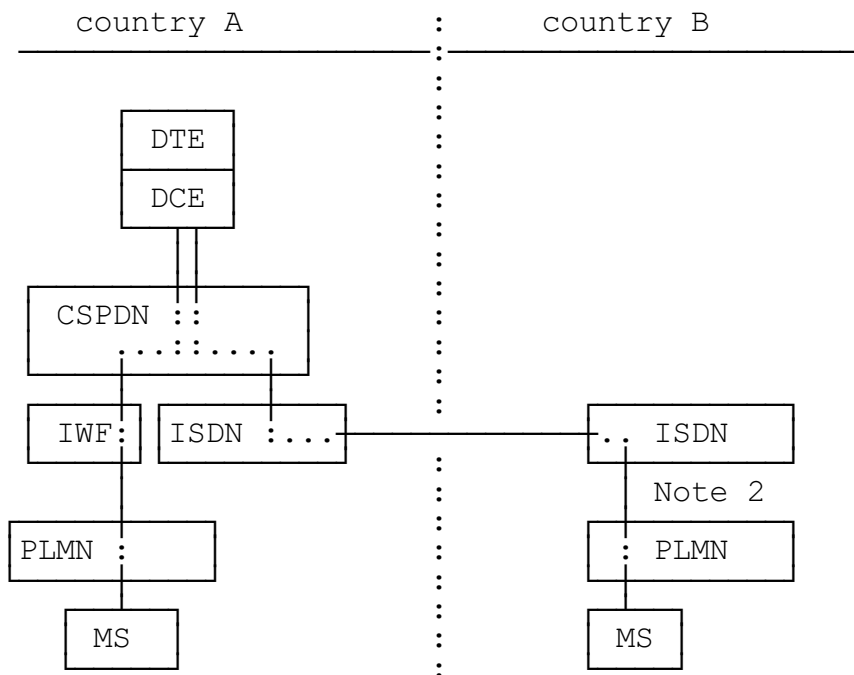 country A country B
DTE
DCE
CSPDN
IWF ISDN ISDN
Note 2
PLMN PLMN
MS MS